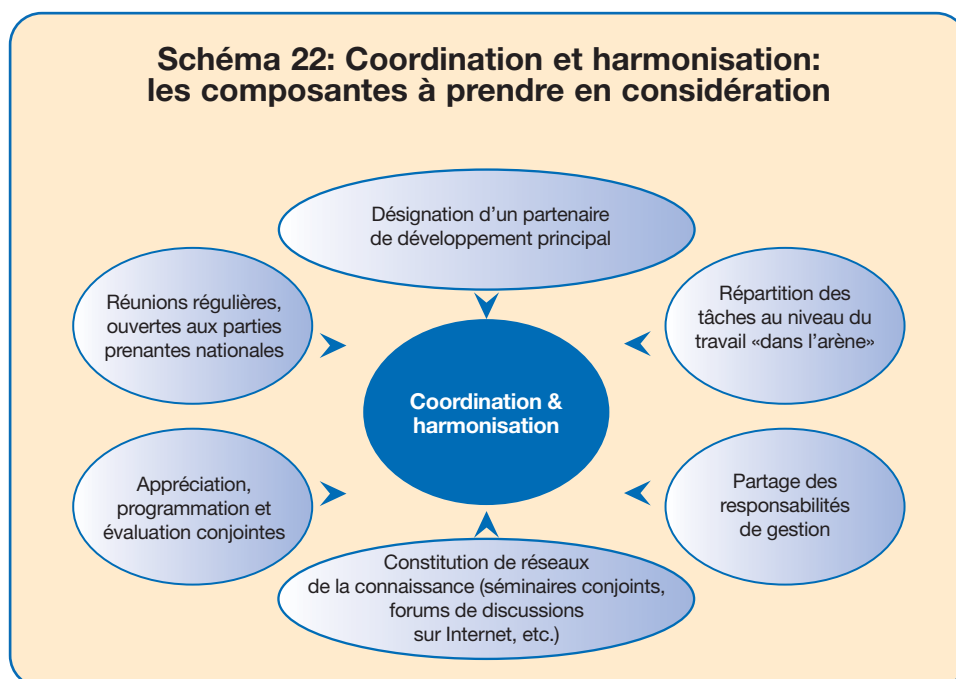 Schéma 22: Coordination et harmonisation:
les composantes à prendre en considération
Désignation d'un partenaire
de développement principal
Réunions régulières,
ouvertes aux parties
prenantes nationales
Répartition des
tâches au niveau du
travail «dans l'arène»
Coordination &
harmonisation
Appréciation,
programmation et
évaluation conjointes
Partage des
responsabilités
de gestion
Constitution de réseaux
de la connaissance (séminaires conjoints,
forums de discussions
sur Internet, etc.)